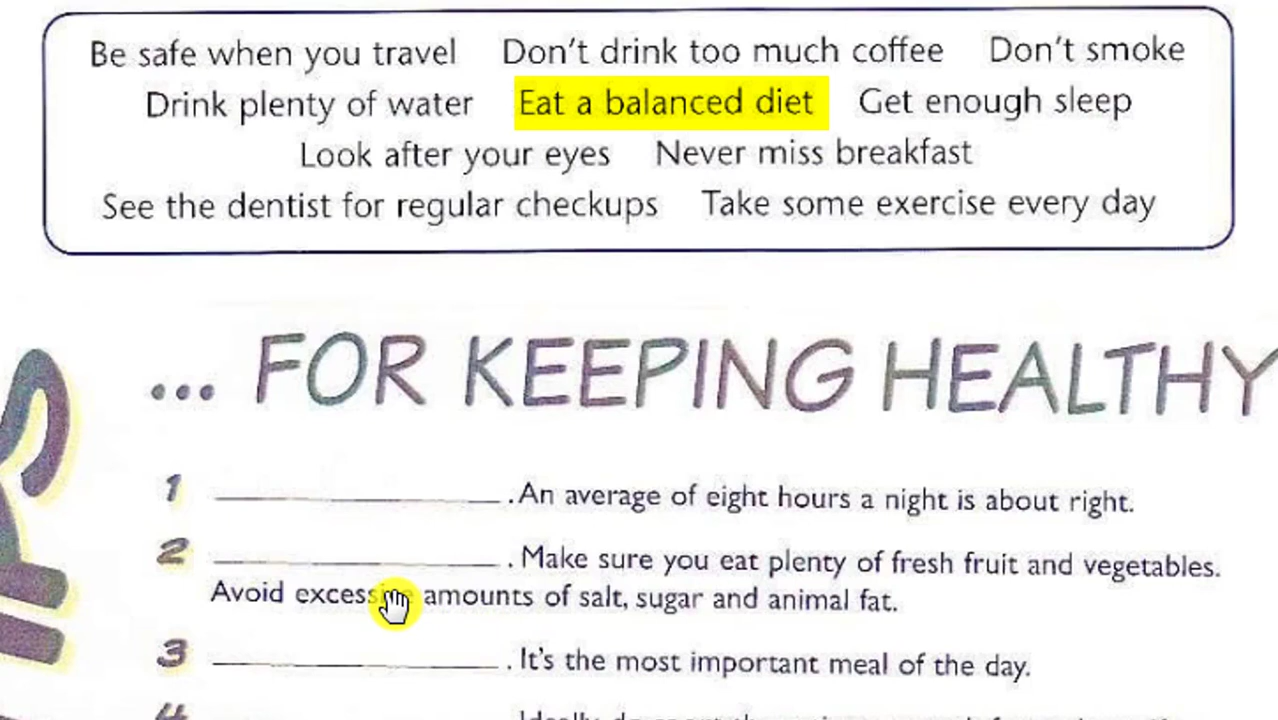 Be safe when you travel Don't drink too much coffee Don't smoke
Drink plenty of water Eat a balanced diet Get enough sleep
Look after your eyes Never miss breakfast
See the dentist for regular checkups Take some exercise every day
... FOR KEEPING HEALTHY
1 ____________ . An average of eight hours a night is about right.
2 ____________ . Make sure you eat plenty of fresh fruit and vegetables.
Avoid excessive amounts of salt, sugar and animal fat.
3 ____________ . It's the most important meal of the day.
4